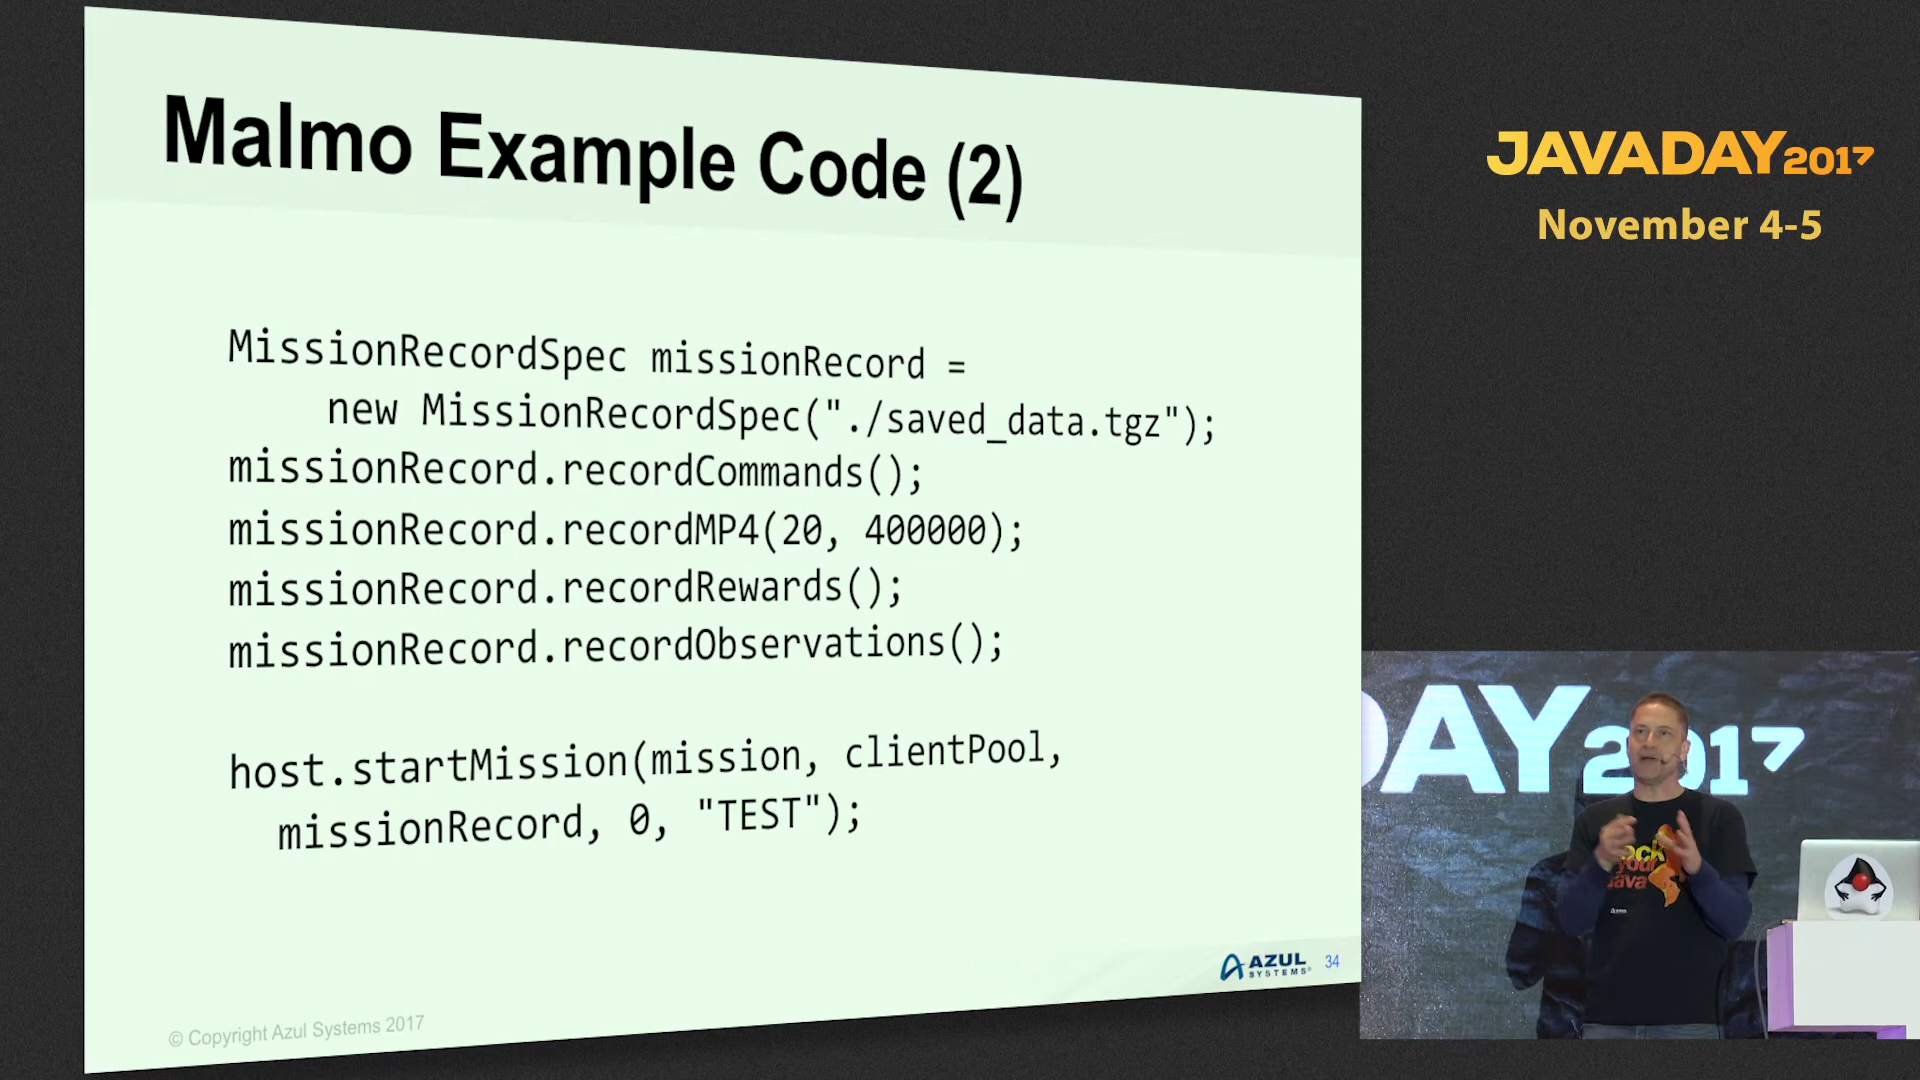 Malmo Example Code (2)
MissionRecordSpec missionRecord =
new MissionRecordSpec("./saved_data.tgz");
missionRecord.recordCommands();
missionRecord.recordMP4(20, 400000);
missionRecord.recordRewards();
missionRecord.recordObservations();
host.startMission(mission, clientPool,
missionRecord, 0, "TEST");
AZUL
SYSTEMS
34
© Copyright Azul Systems 2017
JAVADAY2017
November 4-5
DAY2017
your
Java